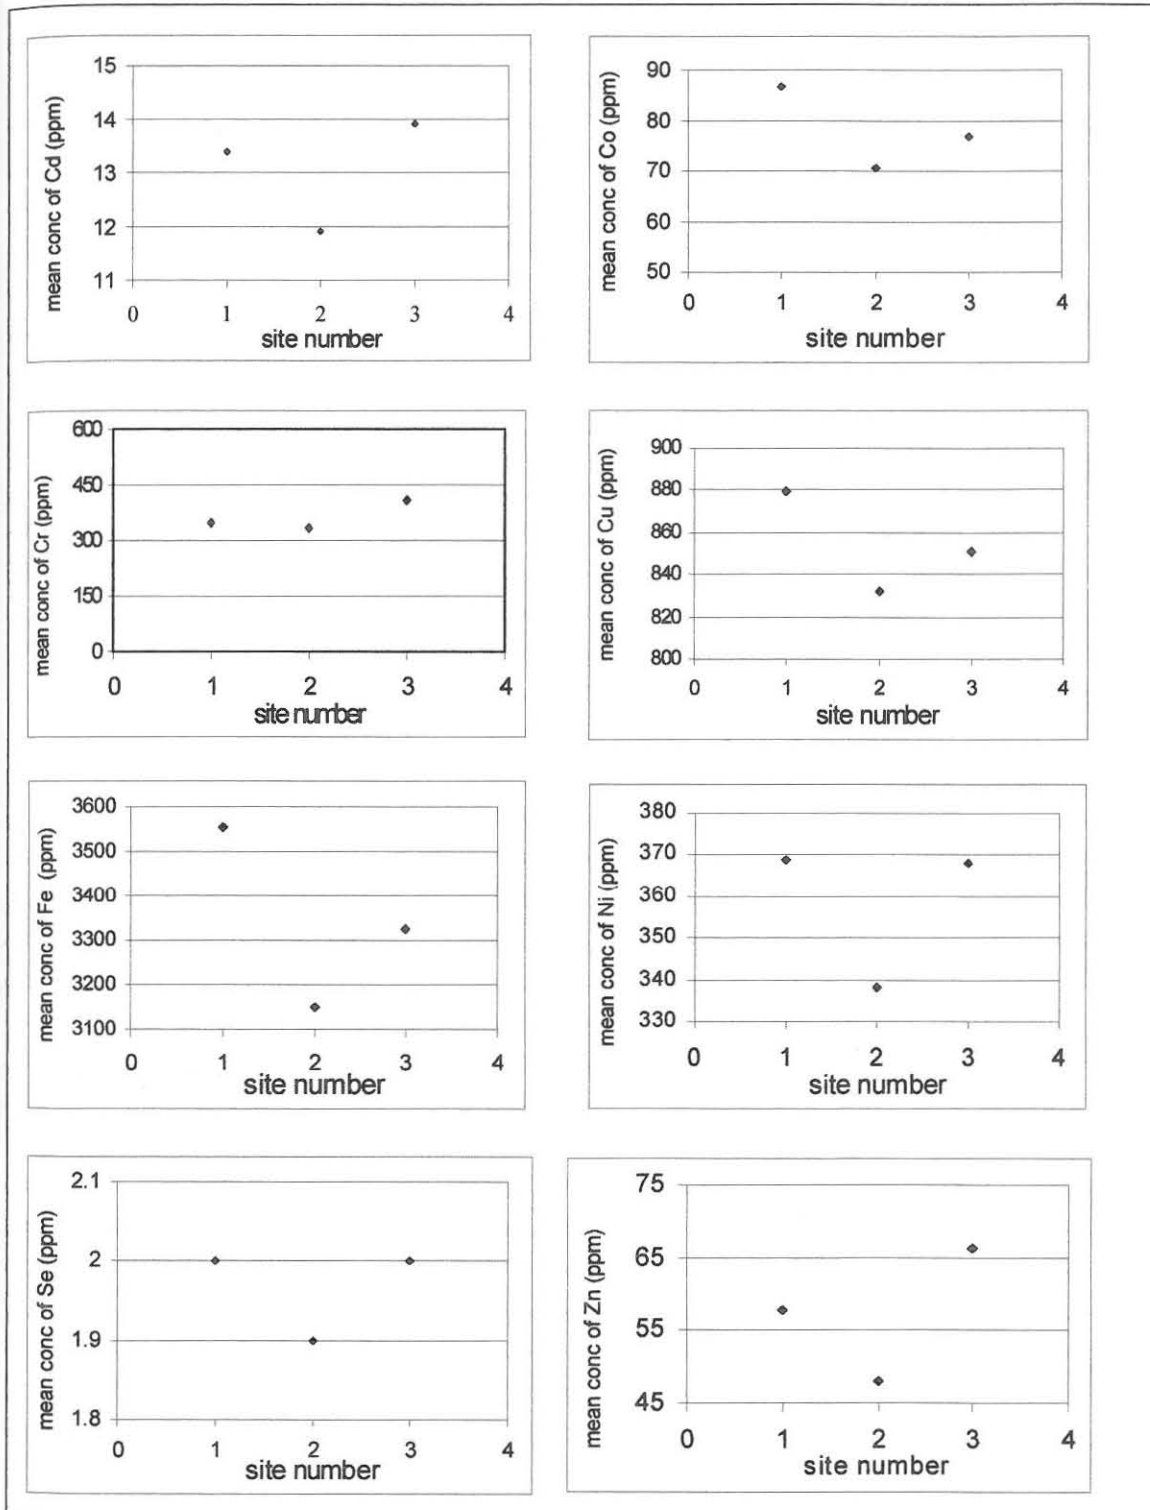 mean conc of Cd (ppm)
15
14
13
12
11
0 1 2 3 4
site number
mean conc of Co (ppm)
90
80
70
60
50
0 1 2 3 4
site number
mean conc of Cr (ppm)
600
450
300
150
0
0 1 2 3 4
site number
mean conc of Cu (ppm)
900
880
860
840
820
800
0 1 2 3 4
site number
mean conc of Fe (ppm)
3600
3500
3400
3300
3200
3100
0 1 2 3 4
site number
mean conc of Ni (ppm)
380
370
360
350
340
330
0 1 2 3 4
site number
mean conc of Se (ppm)
2.1
2
1.9
1.8
0 1 2 3 4
site number
mean conc of Zn (ppm)
75
65
55
45
0 1 2 3 4
site number